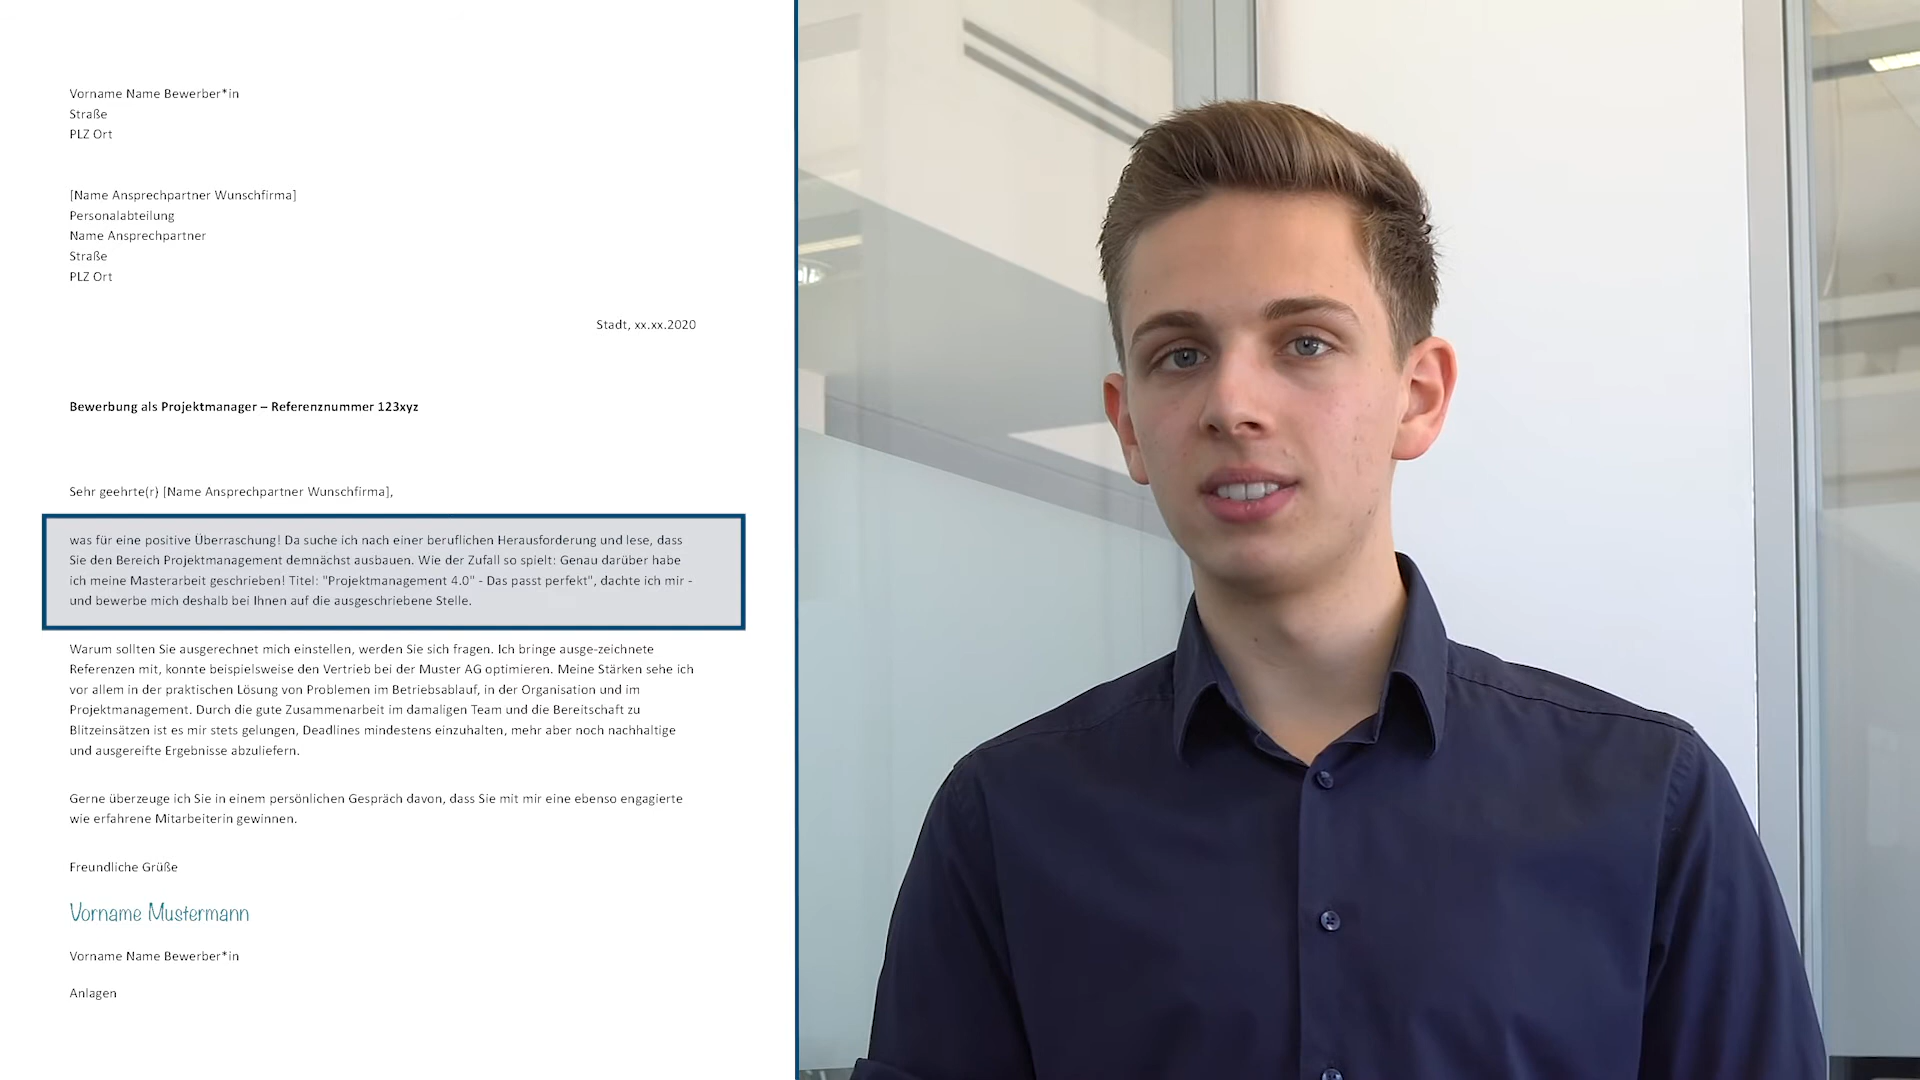 Vorname Name Bewerber*in
Straße
PLZ Ort
[Name Ansprechpartner Wunschfirma]
Personalabteilung
Name Ansprechpartner
Straße
PLZ Ort
Stadt, xx.xx.2020
Bewerbung als Projektmanager – Referenznummer 123xyz
Sehr geehrte(r) [Name Ansprechpartner Wunschfirma],
was für eine positive Überraschung! Da suche ich nach einer beruflichen Herausforderung und lese, dass
Sie den Bereich Projektmanagement demnächst ausbauen. Wie der Zufall so spielt: Genau darüber habe
ich meine Masterarbeit geschrieben! Titel: "Projektmanagement 4.0" - Das passt perfekt", dachte ich mir -
und bewerbe mich deshalb bei Ihnen auf die ausgeschriebene Stelle.
Warum sollten Sie ausgerechnet mich einstellen, werden Sie sich fragen. Ich bringe ausge-zeichnete
Referenzen mit, konnte beispielsweise den Vertrieb bei der Muster AG optimieren. Meine Stärken sehe ich
vor allem in der praktischen Lösung von Problemen im Betriebsablauf, in der Organisation und im
Projektmanagement. Durch die gute Zusammenarbeit im damaligen Team und die Bereitschaft zu
Blitzeinsätzen ist es mir stets gelungen, Deadlines mindestens einzuhalten, mehr aber noch nachhaltige
und ausgereifte Ergebnisse abzuliefern.
Gerne überzeuge ich Sie in einem persönlichen Gespräch davon, dass Sie mit mir eine ebenso engagierte
wie erfahrene Mitarbeiterin gewinnen.
Freundliche Grüße
Vorname Mustermann
Vorname Name Bewerber*in
Anlagen